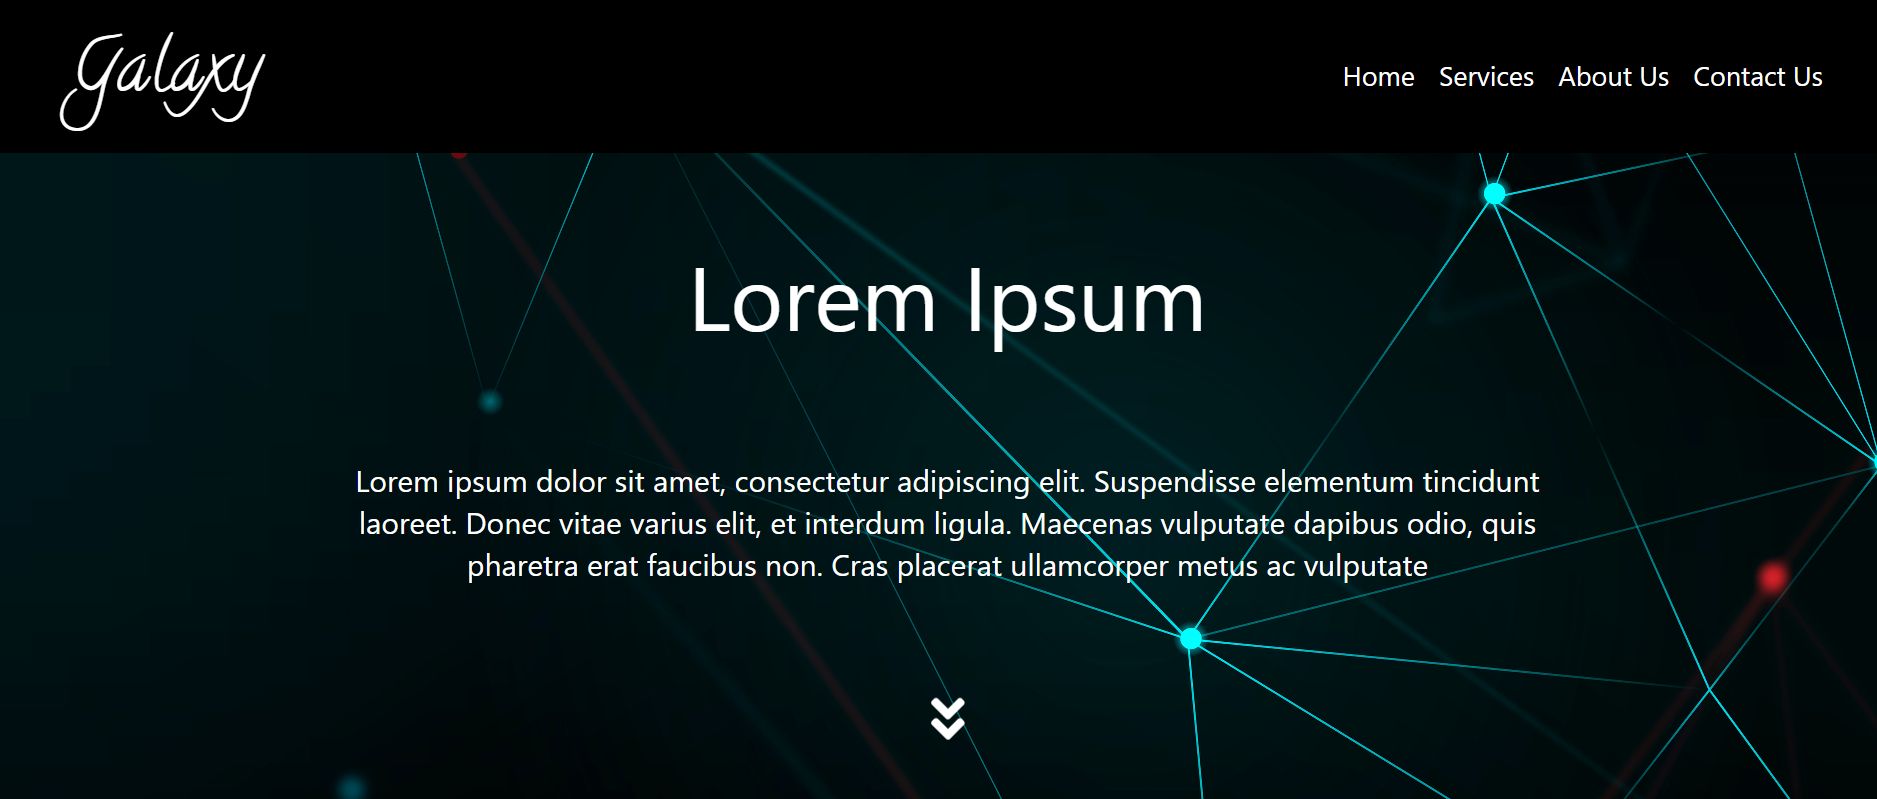 Galaxy
Home Services About Us Contact Us
Lorem Ipsum
Lorem ipsum dolor sit amet, consectetur adipiscing elit. Suspendisse elementum tincidunt
laoreet. Donec vitae varius elit, et interdum ligula. Maecenas vulputate dapibus odio, quis
pharetra erat faucibus non. Cras placerat ullamcorper metus ac vulputate